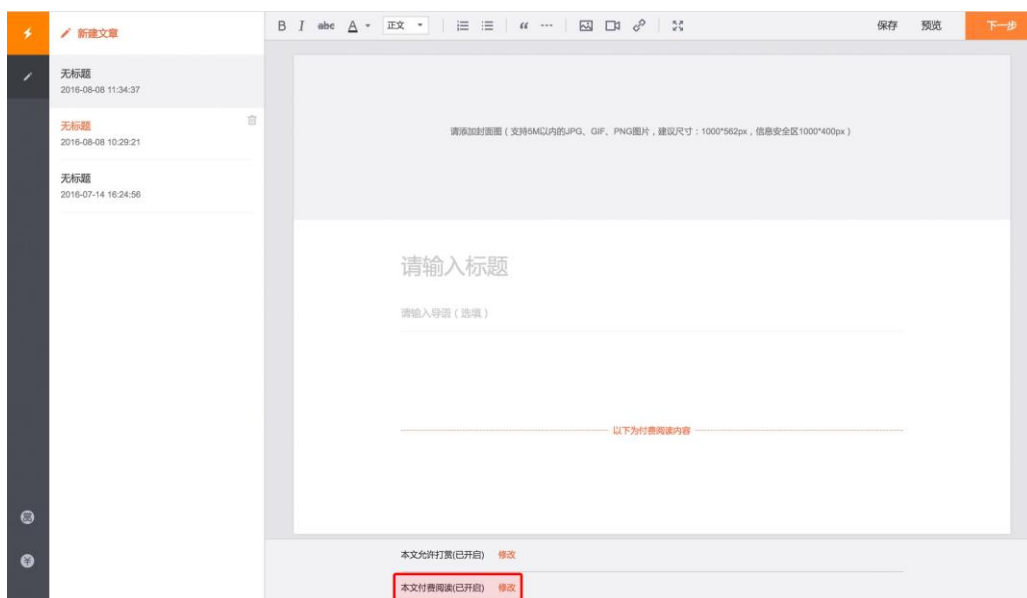 新建文章
B I abc A 正文 “ ···
保存 预览 下一步
无标题
2016-08-08 11:34:37
无标题
2016-08-08 10:29:21
无标题
2016-07-14 16:24:56
请添加封面图(支持5M以内的JPG、GIF、PNG图片,建议尺寸:1000*562px,信息安全区1000*400px)
请输入标题
请输入导语(选填)
以下为付费阅读内容
赏
¥
本文允许打赏(已开启) 修改
本文付费阅读(已开启) 修改